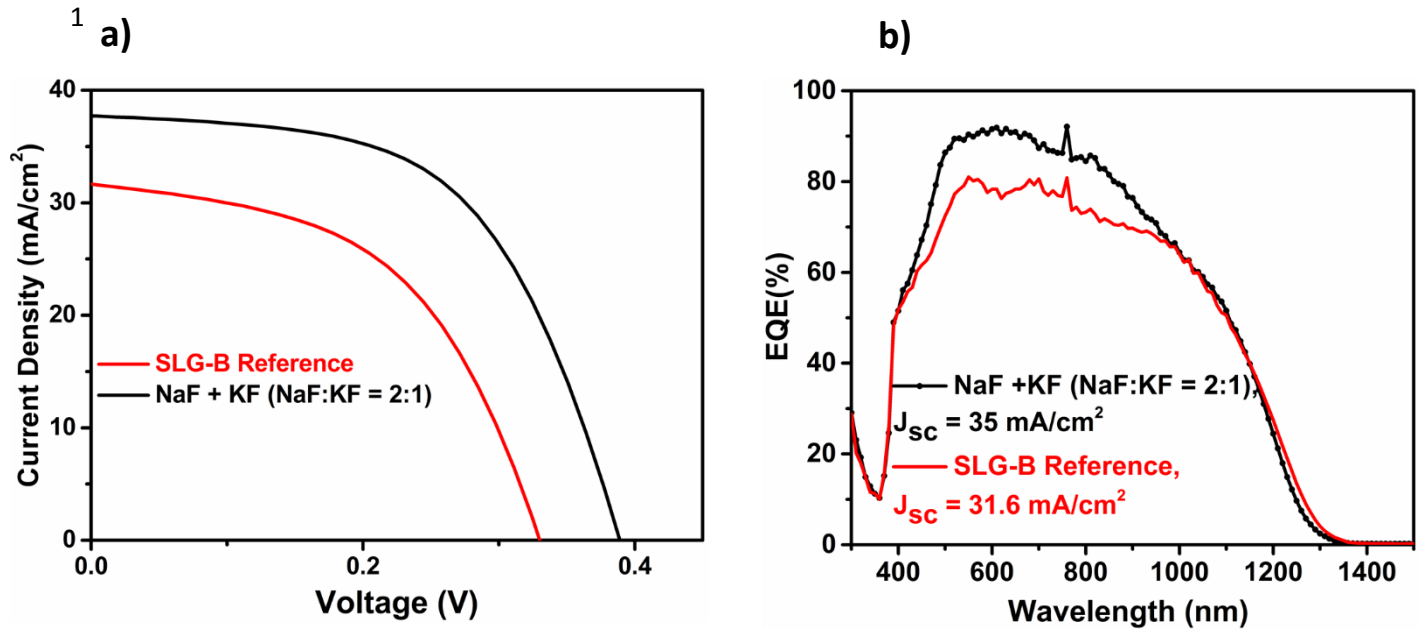 1
a)
b)
Current Density (mA/cm²)
40
30
20
10
0
SLG-B Reference
NaF + KF (NaF:KF = 2:1)
0.0
0.2
0.4
Voltage (V)
EQE(%)
100
80
60
40
20
0
NaF +KF (NaF:KF = 2:1),
JSC = 35 mA/cm²
SLG-B Reference,
JSC = 31.6 mA/cm²
400
600
800
1000
1200
1400
Wavelength (nm)